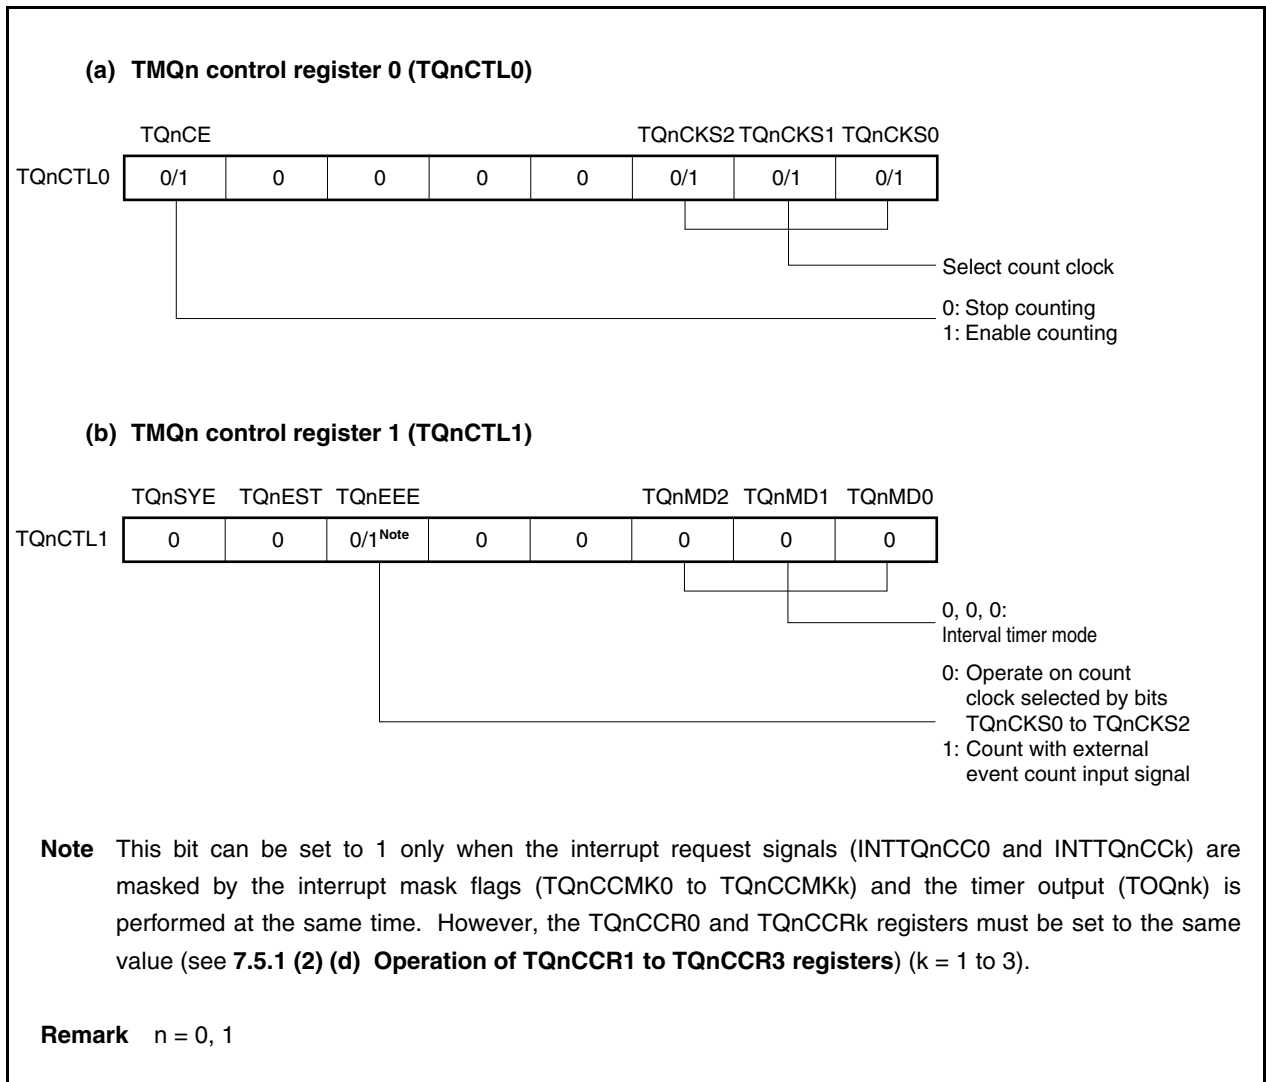 (a) TMQn control register 0 (TQnCTL0)
TQnCE TQnCKS2 TQnCKS1 TQnCKS0
TQnCTL0 0/1 0 0 0 0 0/1 0/1 0/1
Select count clock
0: Stop counting
1: Enable counting
(b) TMQn control register 1 (TQnCTL1)
TQnSYE TQnEST TQnEEE TQnMD2 TQnMD1 TQnMD0
TQnCTL1 0 0 0/1Note 0 0 0 0 0
0, 0, 0:
Interval timer mode
0: Operate on count
clock selected by bits
TQnCKS0 to TQnCKS2
1: Count with external
event count input signal
Note This bit can be set to 1 only when the interrupt request signals (INTTQnCC0 and INTTQnCCk) are
masked by the interrupt mask flags (TQnCCMK0 to TQnCCMKk) and the timer output (TOQnk) is
performed at the same time. However, the TQnCCR0 and TQnCCRk registers must be set to the same
value (see 7.5.1 (2) (d) Operation of TQnCCR1 to TQnCCR3 registers) (k = 1 to 3).
Remark n = 0, 1